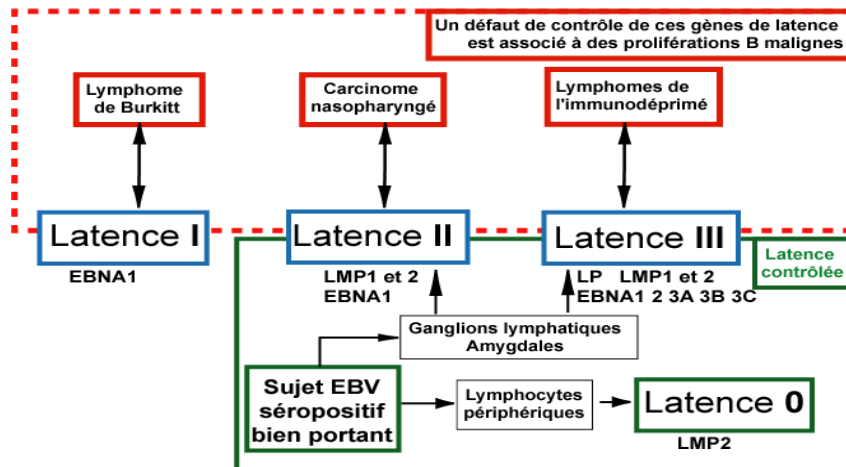 Un défaut de contrôle de ces gènes de latence
est associé à des proliférations B malignes
Lymphome
de Burkitt
Carcinome
nasopharyngé
Lymphomes de
l'immunodéprimé
Latence I
Latence II
Latence III
EBNA1
LMP1 et 2
EBNA1
LP LMP1 et 2
EBNA1 2 3A 3B 3C
Latence
contrôlée
Ganglions lymphatiques
Amygdales
Sujet EBV
séropositif
bien portant
Lymphocytes
périphériques
Latence 0
LMP2